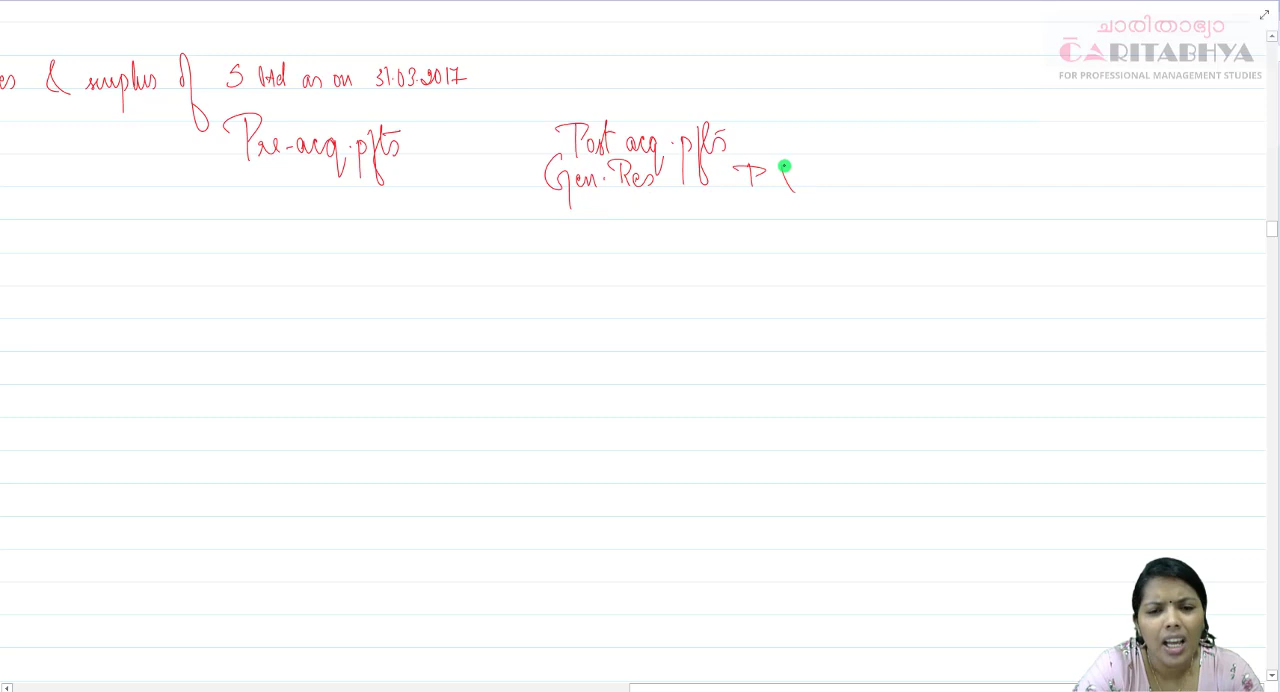 ചാരിതാഭ്യാ
CARITABHYA
FOR PROFESSIONAL MANAGEMENT STUDIES
es & surplus of S Ltd as on 31.03.2017
Pre-acq.pfts Post acq.pfts
Gen.Res P